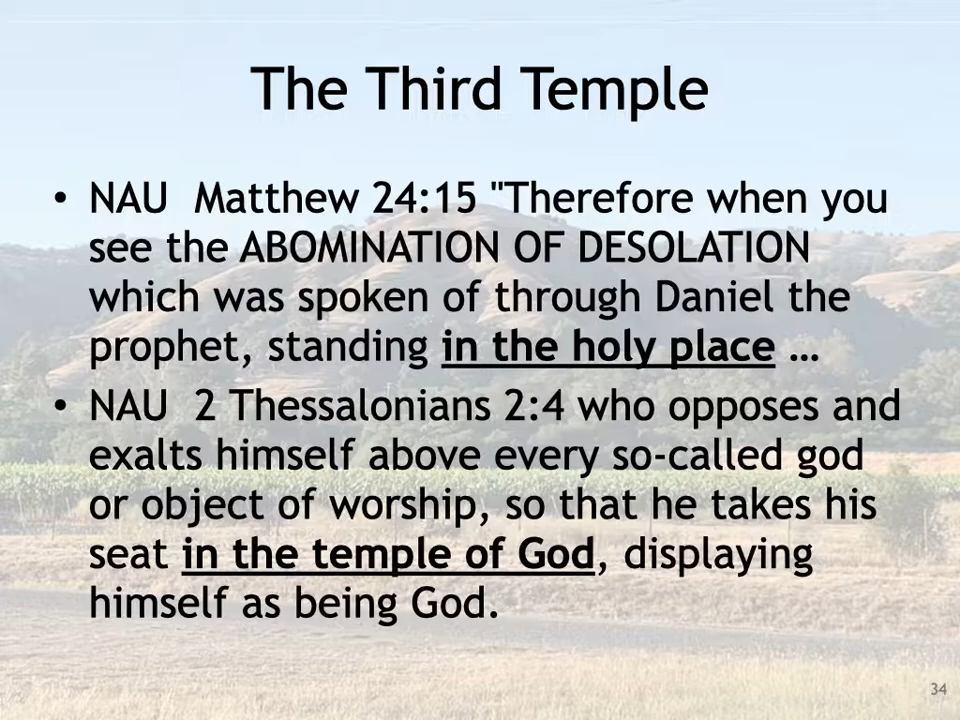 The Third Temple
• NAU  Matthew 24:15 "Therefore when you
see the ABOMINATION OF DESOLATION
which was spoken of through Daniel the
prophet, standing in the holy place …
• NAU  2 Thessalonians 2:4 who opposes and
exalts himself above every so-called god
or object of worship, so that he takes his
seat in the temple of God, displaying
himself as being God.
34